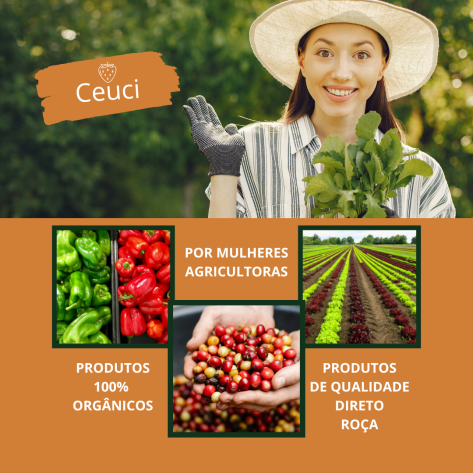 Ceuci
POR MULHERES
AGRICULTORAS
PRODUTOS
100%
ORGÂNICOS
PRODUTOS
DE QUALIDADE
DIRETO
ROÇA